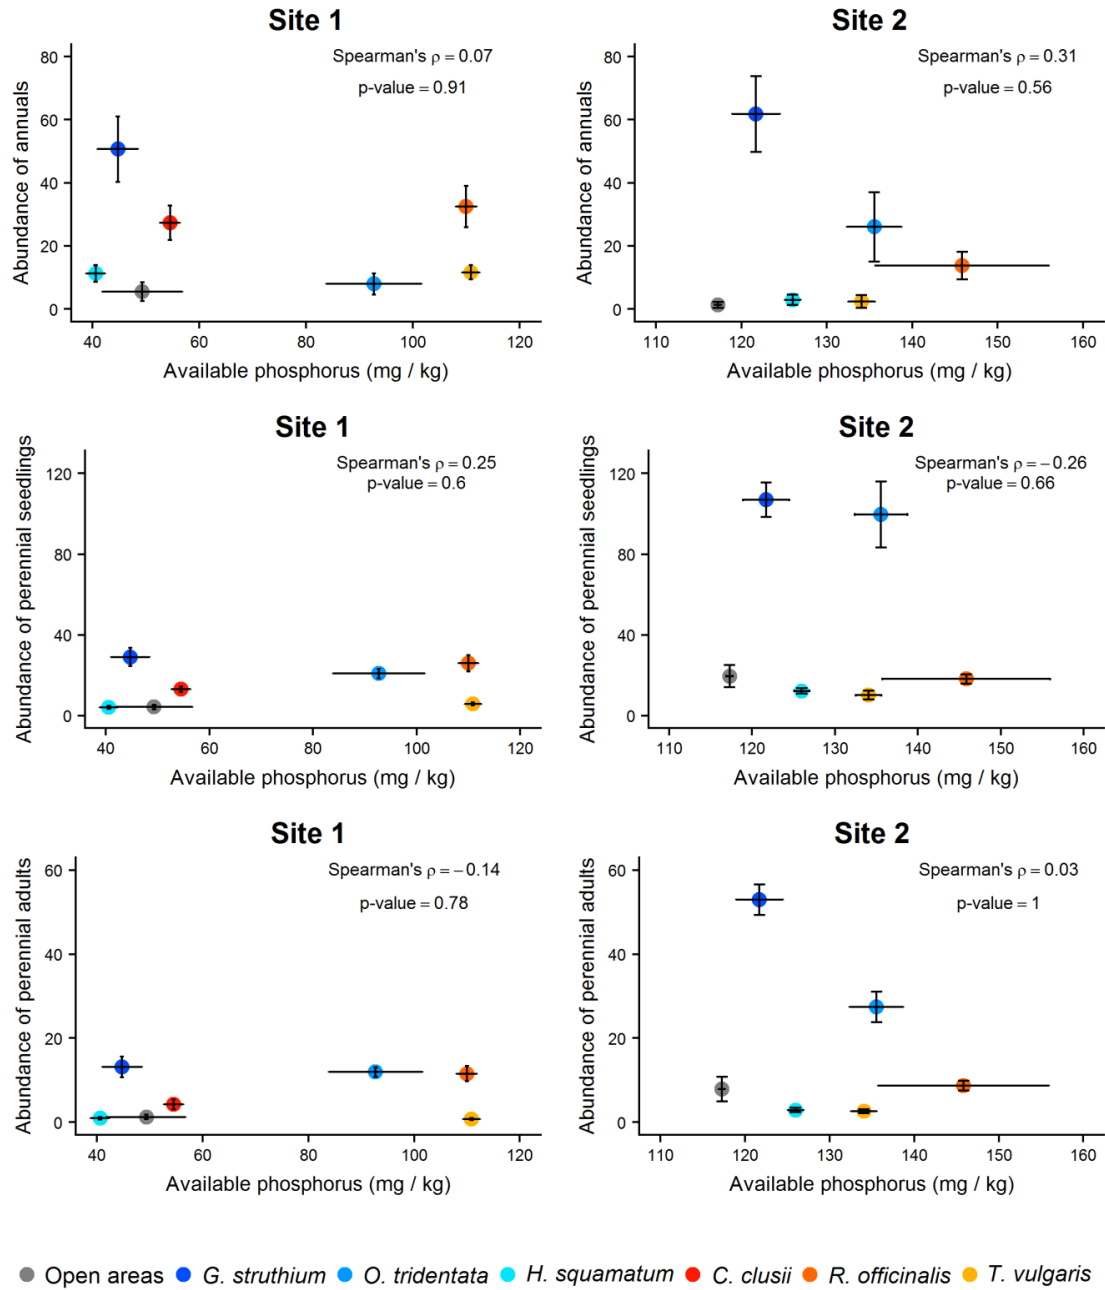 Site 1
Spearman's ρ = 0.07
p-value = 0.91
Abundance of annuals
80
60
40
20
0
40 60 80 100 120
Available phosphorus (mg / kg)
Site 2
Spearman's ρ = 0.31
p-value = 0.56
Abundance of annuals
80
60
40
20
0
110 120 130 140 150 160
Available phosphorus (mg / kg)
Site 1
Spearman's ρ = 0.25
p-value = 0.6
Abundance of perennial seedlings
120
80
40
0
40 60 80 100 120
Available phosphorus (mg / kg)
Site 2
Spearman's ρ = −0.26
p-value = 0.66
Abundance of perennial seedlings
120
80
40
0
110 120 130 140 150 160
Available phosphorus (mg / kg)
Site 1
Spearman's ρ = −0.14
p-value = 0.78
Abundance of perennial adults
60
40
20
0
40 60 80 100 120
Available phosphorus (mg / kg)
Site 2
Spearman's ρ = 0.03
p-value = 1
Abundance of perennial adults
60
40
20
0
110 120 130 140 150 160
Available phosphorus (mg / kg)
Open areas G. struthium O. tridentata H. squamatum C. clusii R. officinalis T. vulgaris